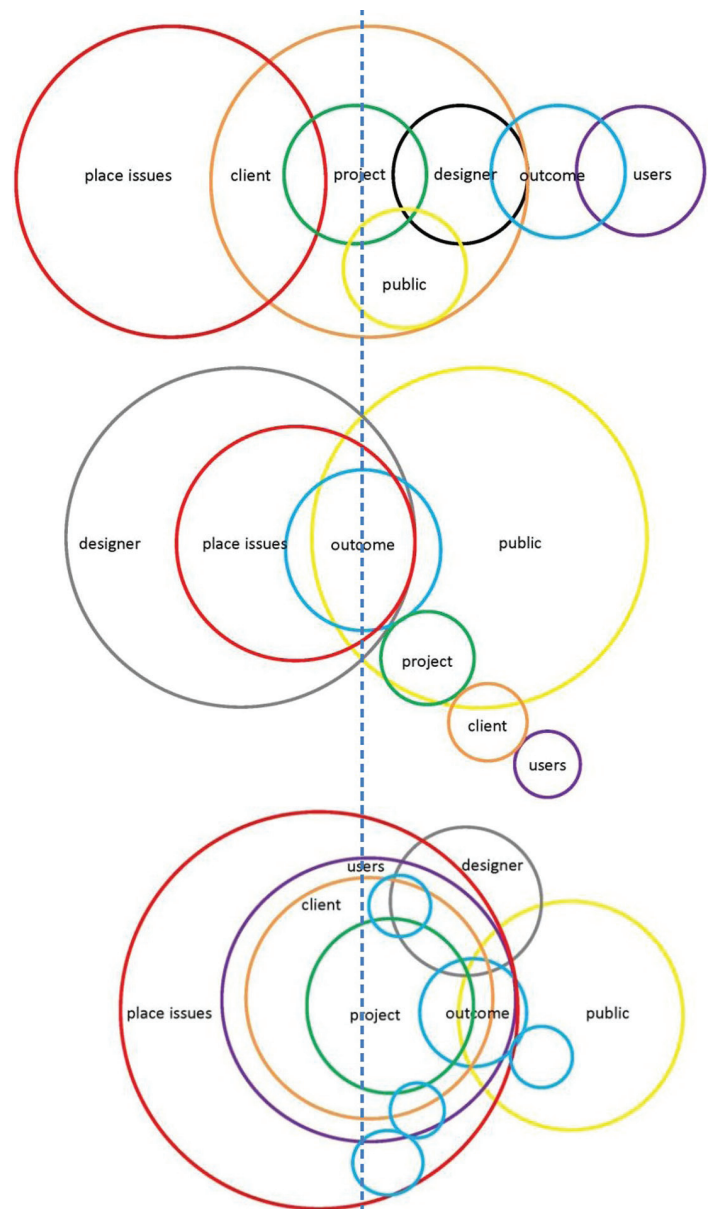 place issues client project designer outcome users
public
designer place issues outcome public
project
client
users
users designer
client
place issues project outcome public